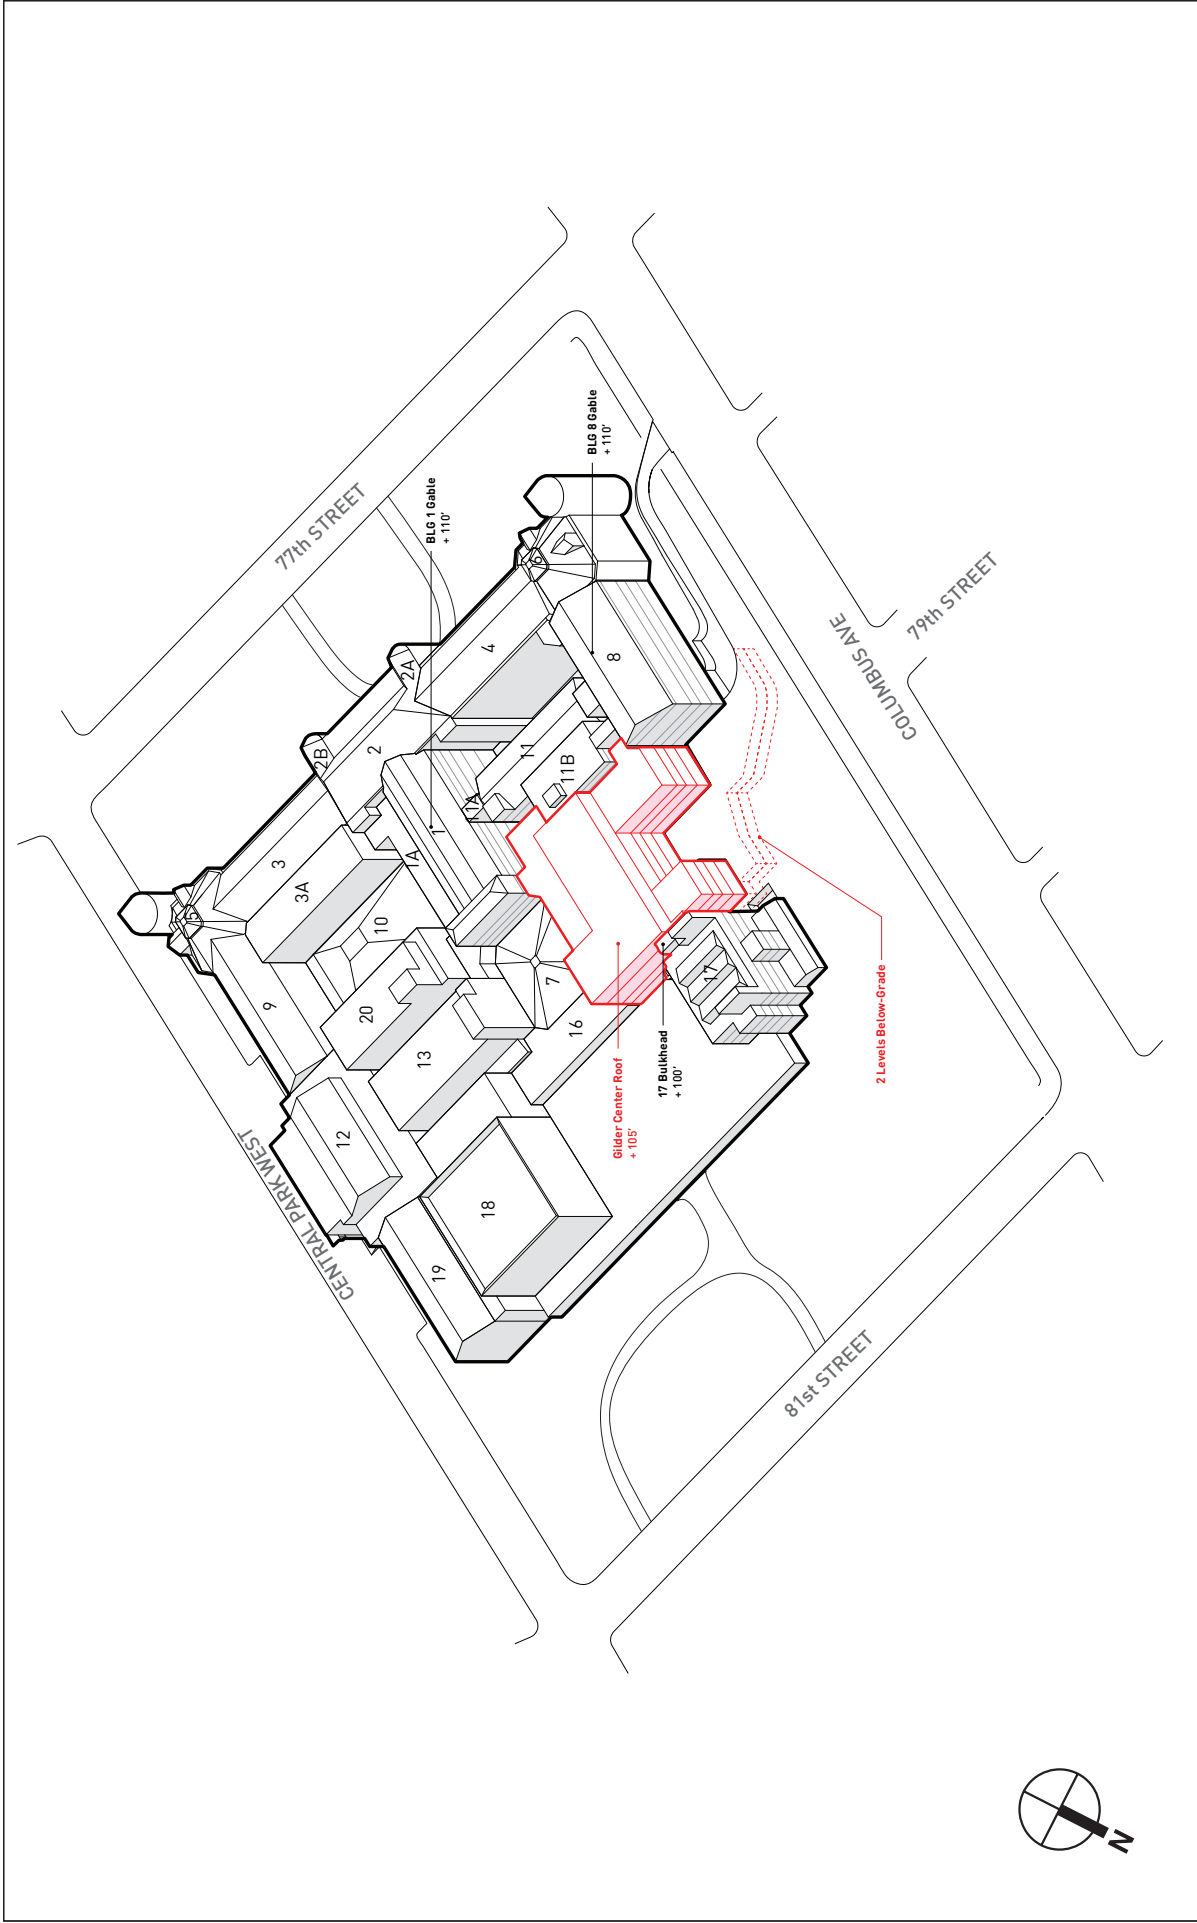 5
9
3
3A
CENTRAL PARK WEST
77th STREET
2B
12
20
10
2
2A
1A
13
19
1
BLG 1 Gable
+ 110'
11A
18
4
11
6
7
11B
16
BLG 8 Gable
+ 110'
8
Gilder Center Roof
+ 105'
17 Bulkhead
+ 100'
17
81st STREET
2 Levels Below-Grade
COLUMBUS AVE
79th STREET
N